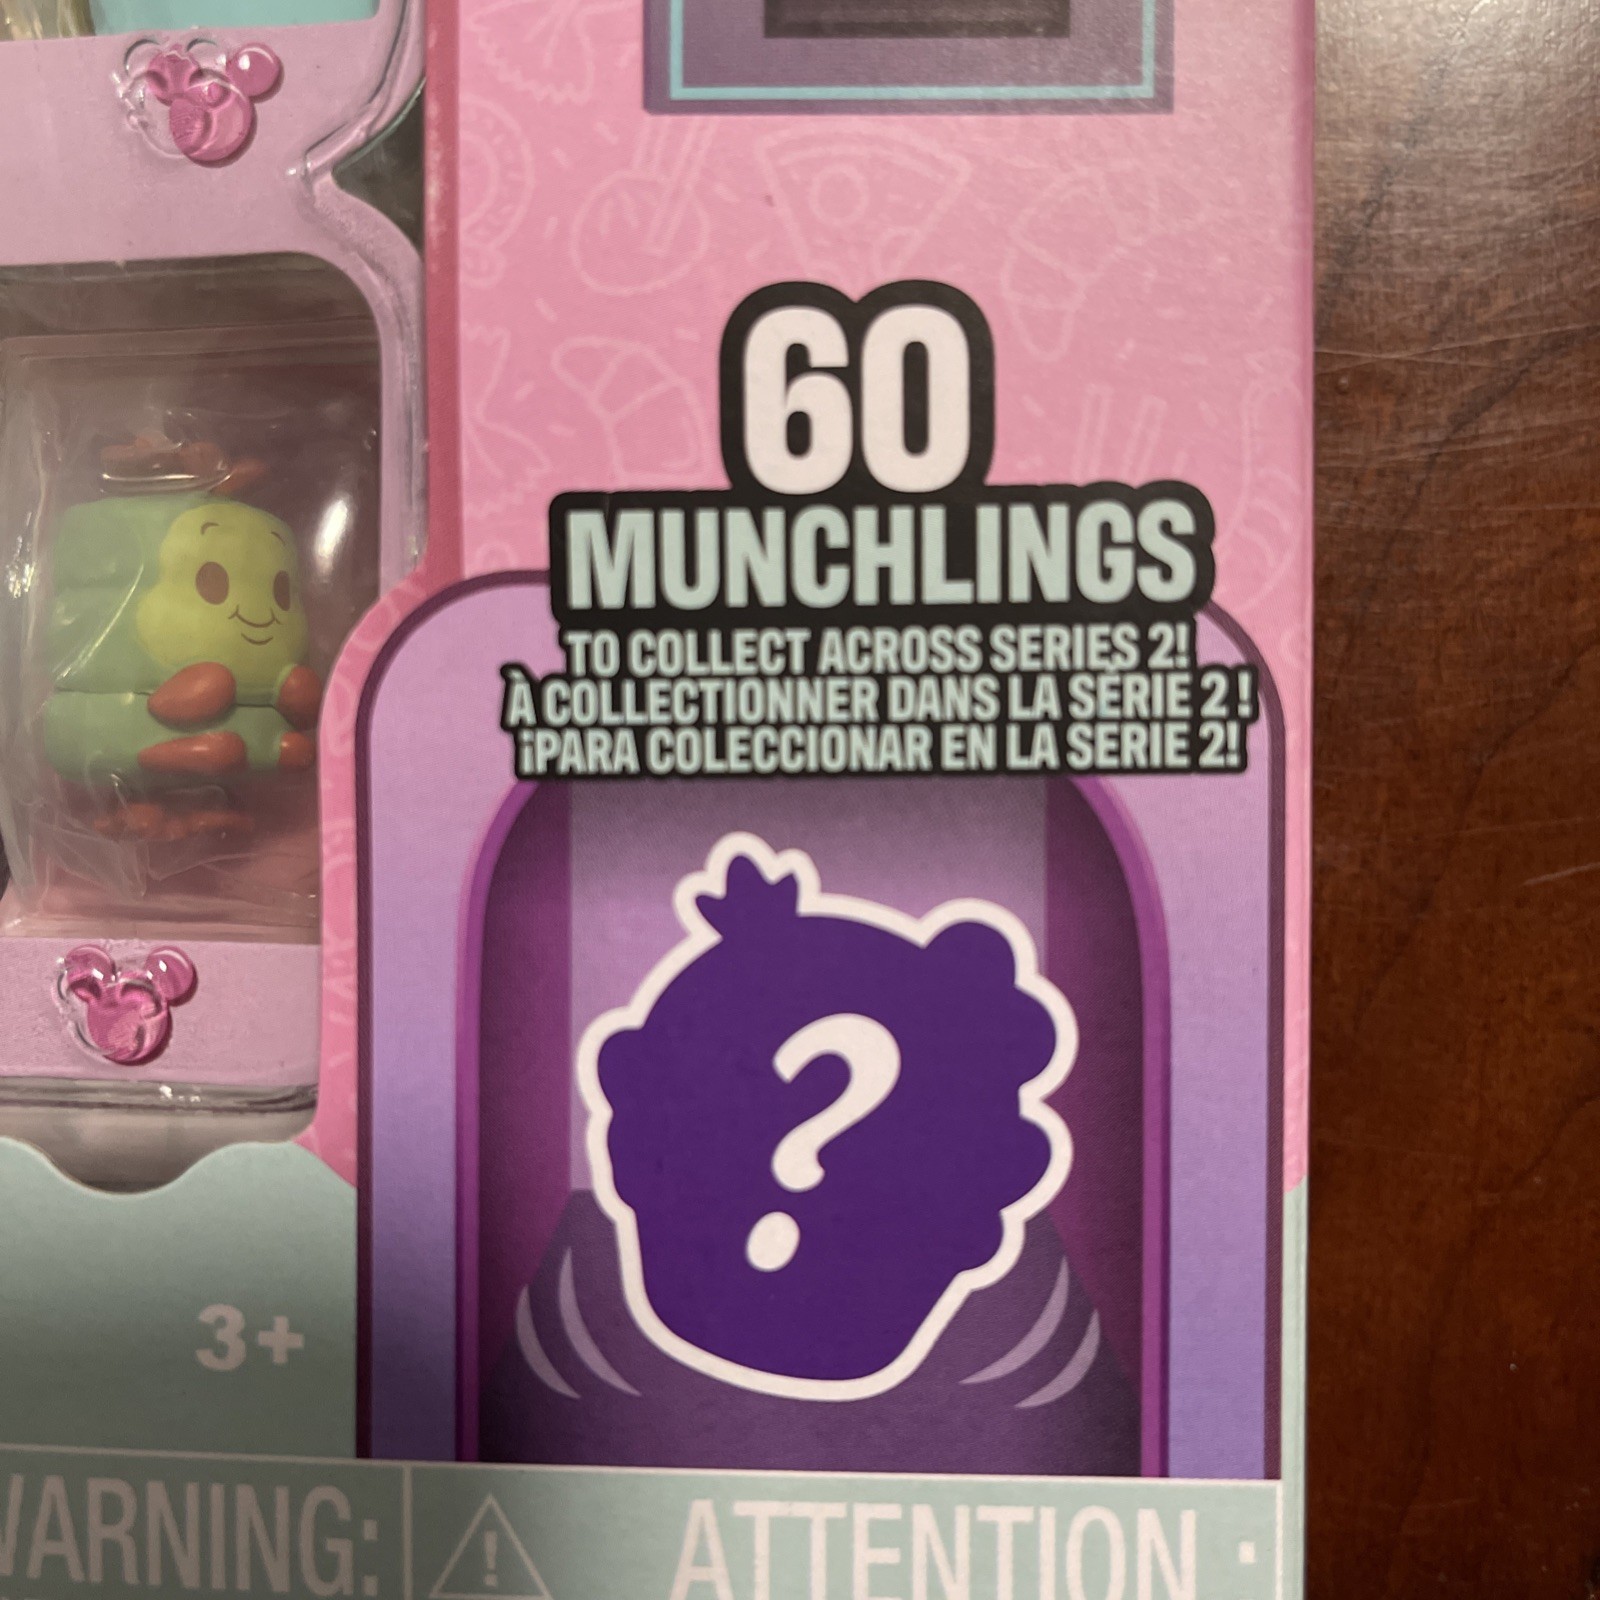 60
MUNCHLINGS
TO COLLECT ACROSS SERIES 2!
À COLLECTIONNER DANS LA SÉRIE 2 !
¡PARA COLECCIONAR EN LA SERIE 2!
?
3+
WARNING:
! ATTENTION :